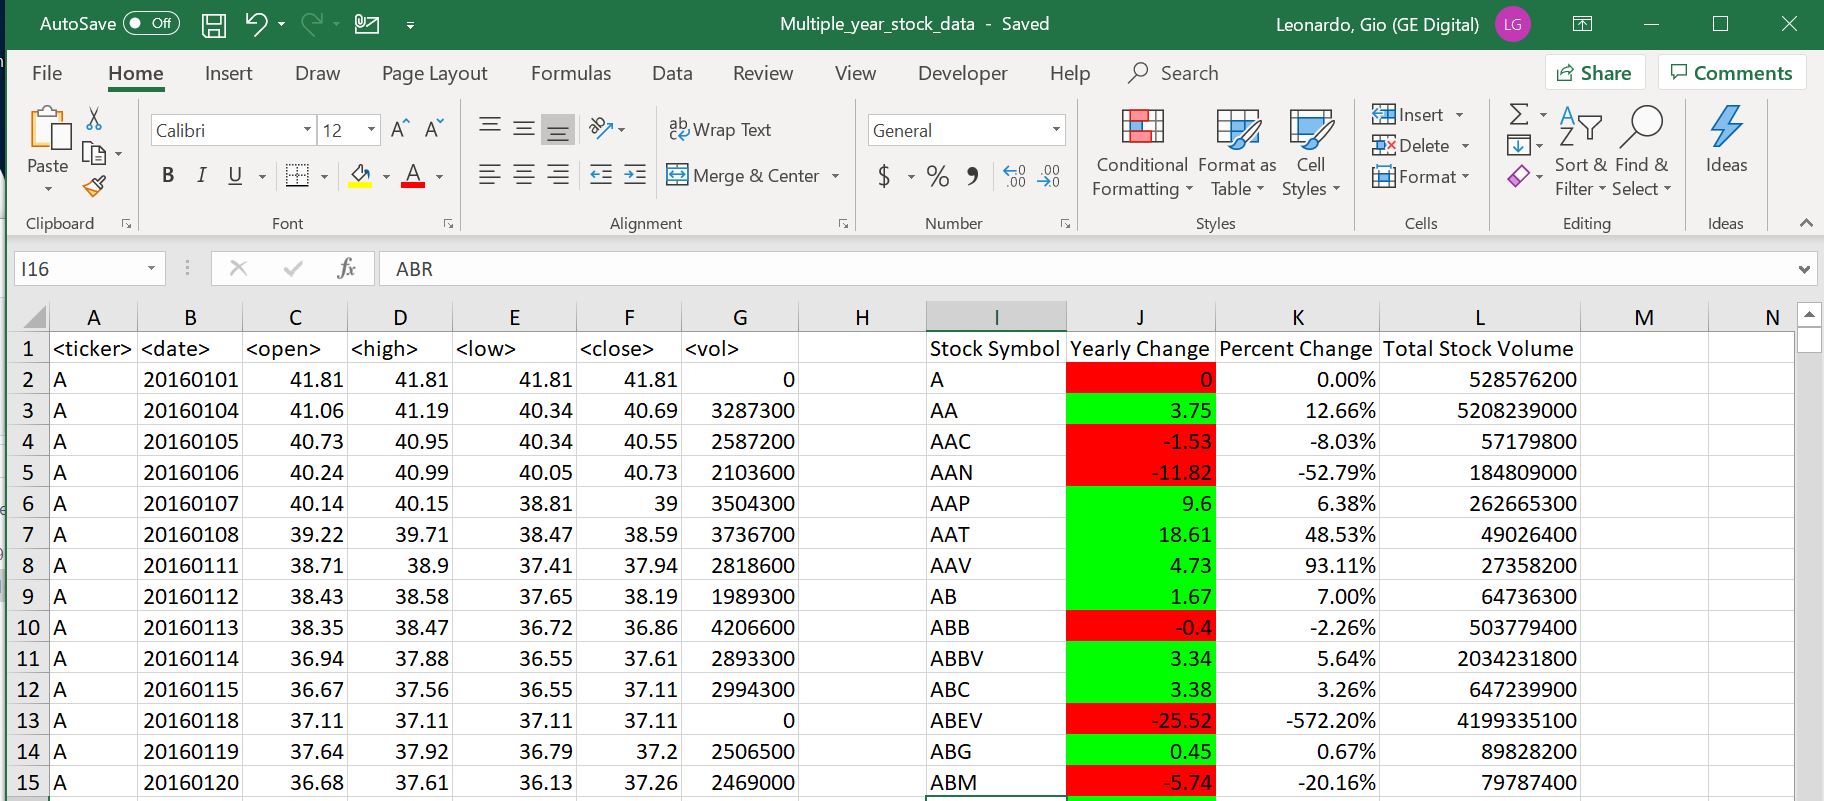 AutoSave Off Multiple_year_stock_data - Saved Leonardo, Gio (GE Digital) LG
File Home Insert Draw Page Layout Formulas Data Review View Developer Help Search Share Comments
Paste
Calibri 12 A A
B I U A
ab Wrap Text
Merge & Center
General
$ % , .00 .0
Conditional Formatting
Format as Table
Cell Styles
Insert
Delete
Format
Σ
Sort & Filter
Find & Select
Ideas
Clipboard Font Alignment Number Styles Cells Editing Ideas
I16 fx ABR
A B C D E F G H I J K L M N
1 <ticker> <date> <open> <high> <low> <close> <vol> Stock Symbol Yearly Change Percent Change Total Stock Volume
2 A 20160101 41.81 41.81 41.81 41.81 0 A 0 0.00% 528576200
3 A 20160104 41.06 41.19 40.34 40.69 3287300 AA 3.75 12.66% 5208239000
4 A 20160105 40.73 40.95 40.34 40.55 2587200 AAC -1.53 -8.03% 57179800
5 A 20160106 40.24 40.99 40.05 40.73 2103600 AAN -11.82 -52.79% 184809000
6 A 20160107 40.14 40.15 38.81 39 3504300 AAP 9.6 6.38% 262665300
7 A 20160108 39.22 39.71 38.47 38.59 3736700 AAT 18.61 48.53% 49026400
8 A 20160111 38.71 38.9 37.41 37.94 2818600 AAV 4.73 93.11% 27358200
9 A 20160112 38.43 38.58 37.65 38.19 1989300 AB 1.67 7.00% 64736300
10 A 20160113 38.35 38.47 36.72 36.86 4206600 ABB -0.4 -2.26% 503779400
11 A 20160114 36.94 37.88 36.55 37.61 2893300 ABBV 3.34 5.64% 2034231800
12 A 20160115 36.67 37.56 36.55 37.11 2994300 ABC 3.38 3.26% 647239900
13 A 20160118 37.11 37.11 37.11 37.11 0 ABEV -25.52 -572.20% 4199335100
14 A 20160119 37.64 37.92 36.79 37.2 2506500 ABG 0.45 0.67% 89828200
15 A 20160120 36.68 37.61 36.13 37.26 2469000 ABM -5.74 -20.16% 79787400